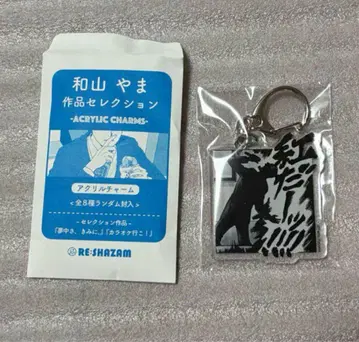 和山 やま
作品セレクション
-ACRYLIC CHARMS-
アクリルチャーム
<全8種ランダム封入>
- セレクション作品 -
「夢中さ、きみに。」「カラオケ行こ!」
RE:SHAZAM
紅だーッ!!!!